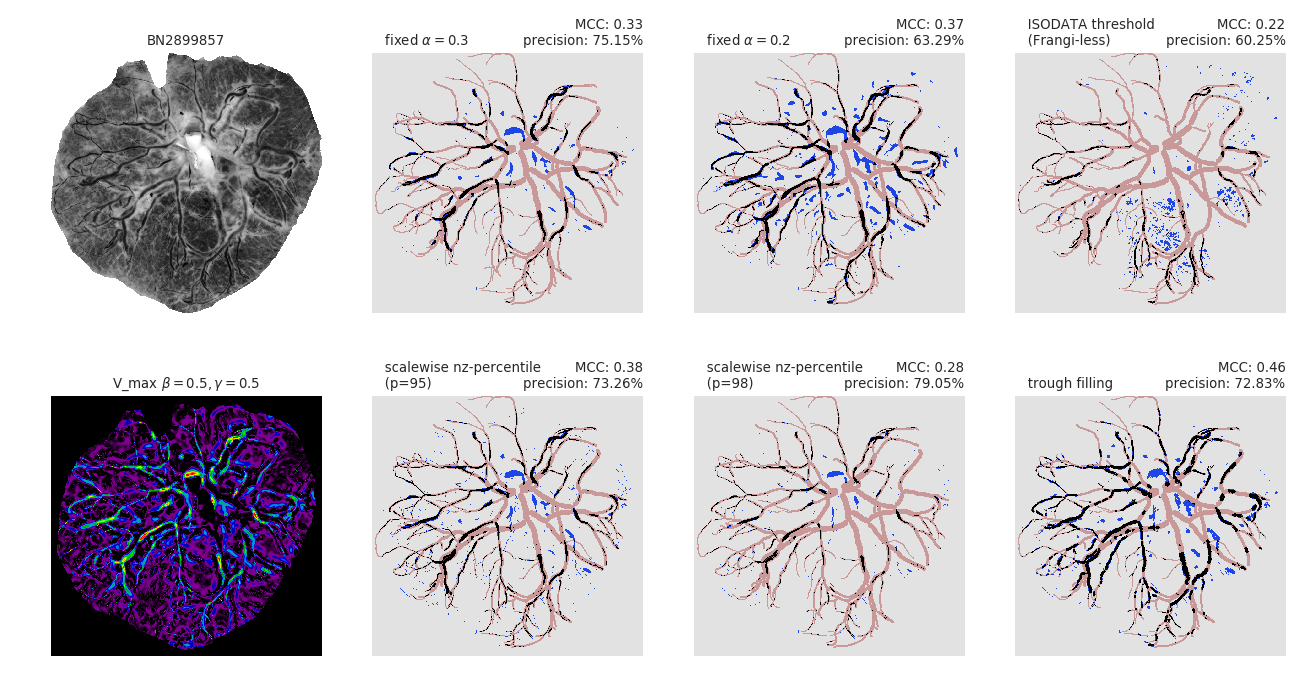 BN2899857
fixed α = 0.3
MCC: 0.33
precision: 75.15%
fixed α = 0.2
MCC: 0.37
precision: 63.29%
ISODATA threshold
(Frangi-less)
MCC: 0.22
precision: 60.25%
V_max β = 0.5, γ = 0.5
scalewise nz-percentile
(p=95)
MCC: 0.38
precision: 73.26%
scalewise nz-percentile
(p=98)
MCC: 0.28
precision: 79.05%
trough filling
MCC: 0.46
precision: 72.83%